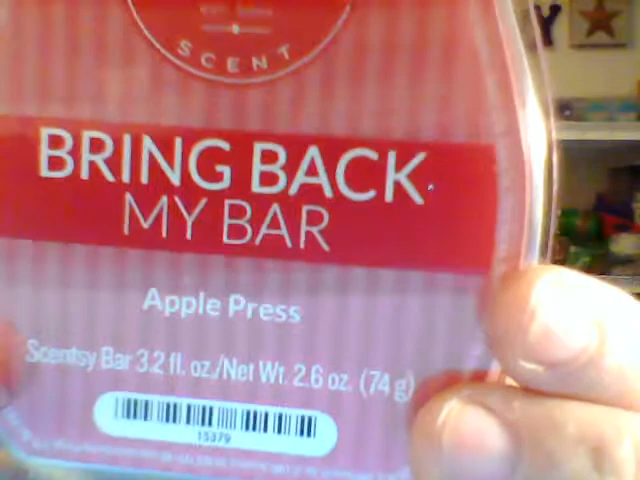 SCENT
BRING BACK
MY BAR
Apple Press
Scentsy Bar 3.2 fl. oz./Net Wt. 2.6 oz. (74 g)
15379
Y